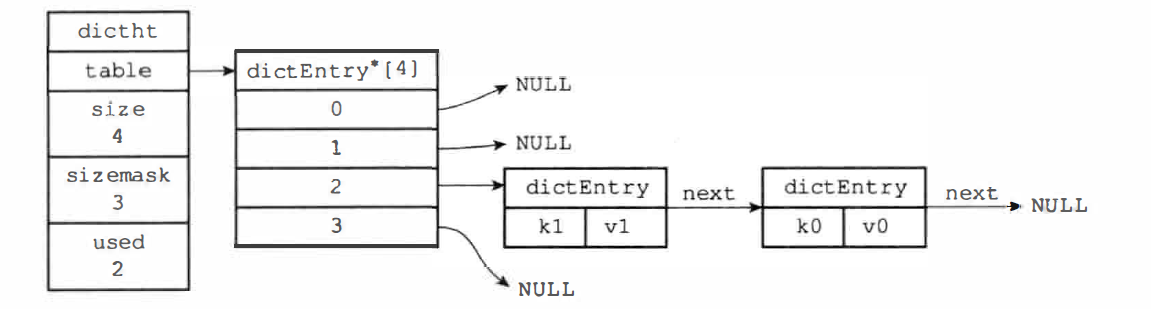 dictht
table
size
4
sizemask
3
used
2
dictEntry*[4]
0
1
2
3
NULL
NULL
dictEntry
k1 v1
next
dictEntry
k0 v0
next
NULL
NULL